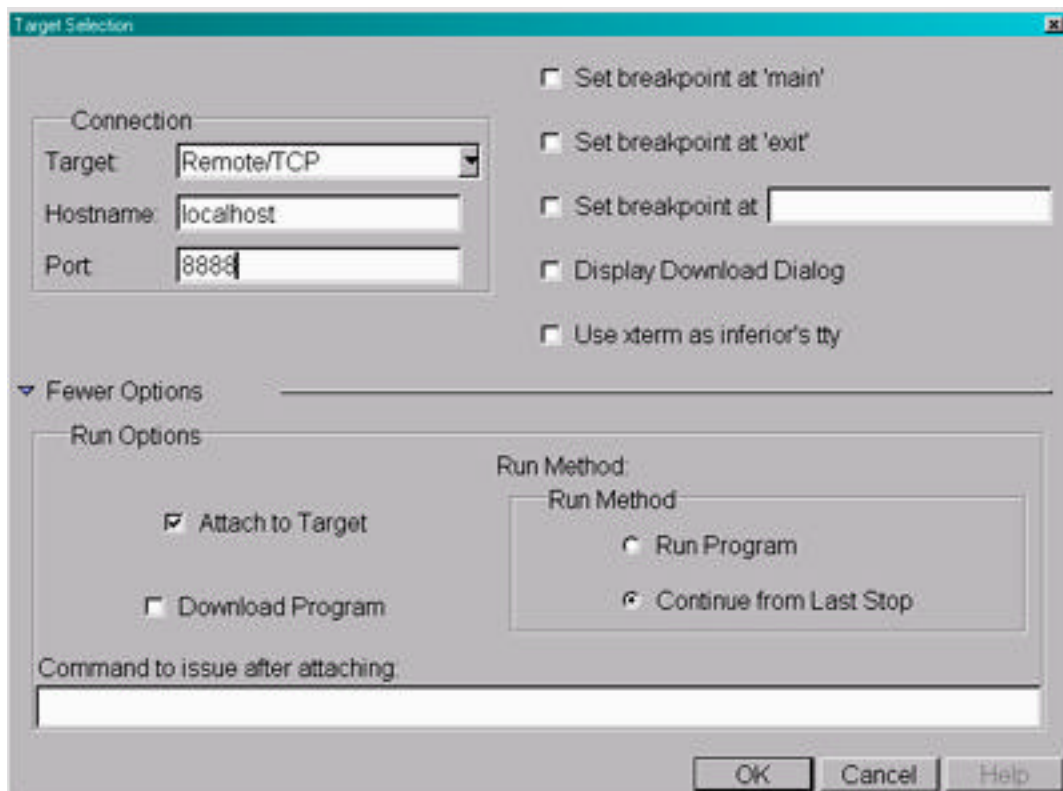 Target Selection
Connection
Target:
Remote/TCP
Hostname:
localhost
Port:
8888
Set breakpoint at 'main'
Set breakpoint at 'exit'
Set breakpoint at
Display Download Dialog
Use xterm as inferior's tty
Fewer Options
Run Options
Attach to Target
Download Program
Run Method:
Run Method
Run Program
Continue from Last Stop
Command to issue after attaching:
OK
Cancel
Help